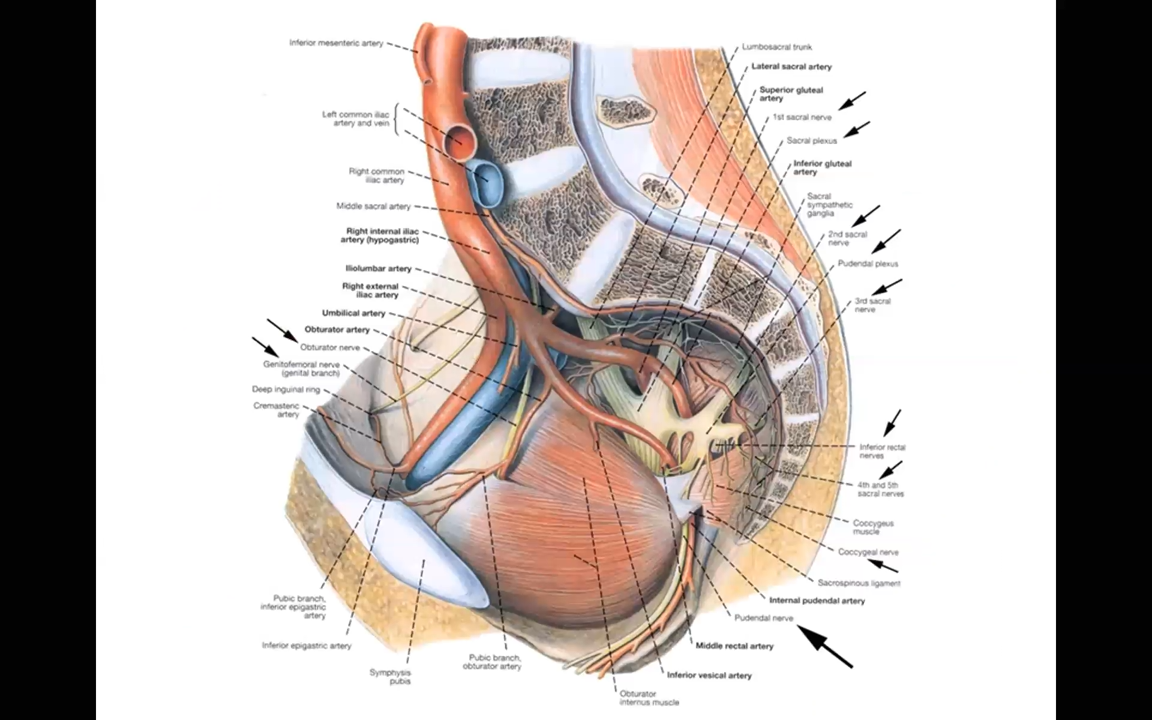 Inferior mesenteric artery
Left common iliac
artery and vein
Right common
iliac artery
Middle sacral artery
Right internal iliac
artery (hypogastric)
Iliolumbar artery
Right external
iliac artery
Umbilical artery
Obturator artery
Obturator nerve
Genitofemoral nerve
(genital branch)
Deep inguinal ring
Cremasteric
artery
Pubic branch,
inferior epigastric
artery
Inferior epigastric artery
Symphysis
pubis
Pubic branch,
obturator artery
Obturator
internus muscle
Inferior vesical artery
Middle rectal artery
Pudendal nerve
Internal pudendal artery
Sacrospinous ligament
Coccygeal nerve
Coccygeus
muscle
4th and 5th
sacral nerves
Inferior rectal
nerves
3rd sacral
nerve
Pudendal plexus
2nd sacral
nerve
Sacral
sympathetic
ganglia
Inferior gluteal
artery
Sacral plexus
1st sacral nerve
Superior gluteal
artery
Lateral sacral artery
Lumbosacral trunk